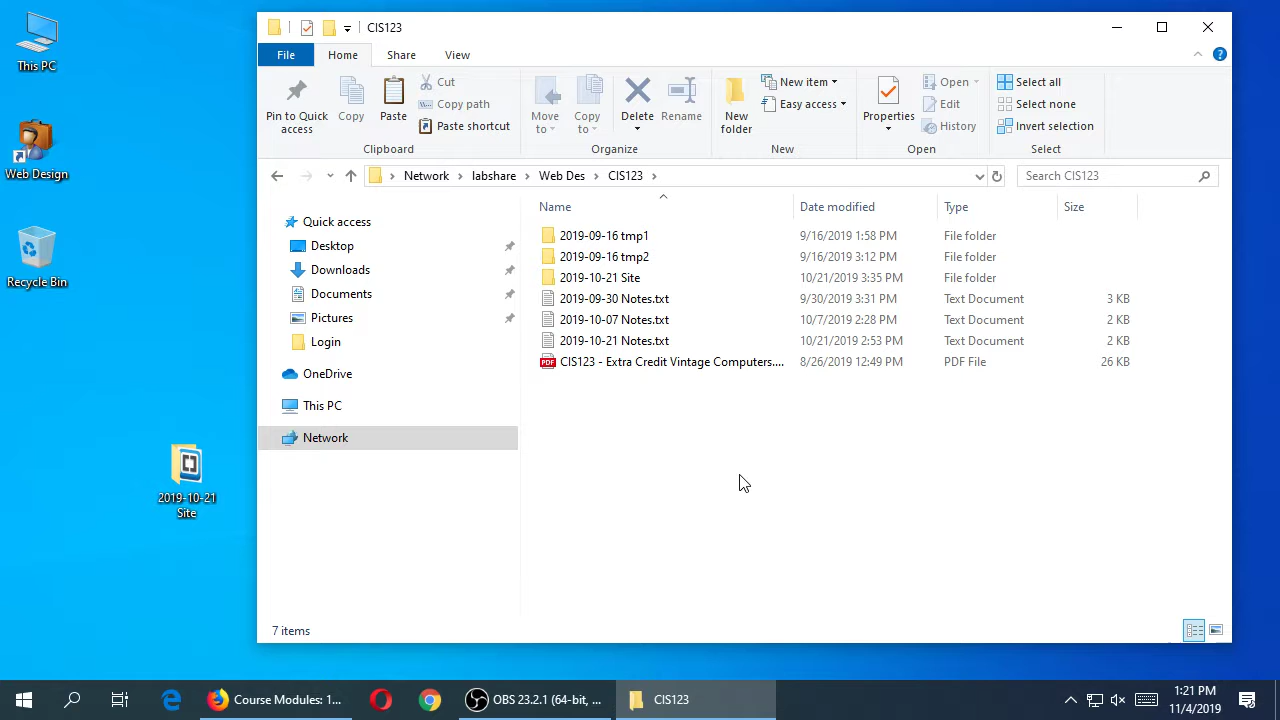 This PC
Web Design
Recycle Bin
2019-10-21
Site
CIS123
File
Home
Share
View
Pin to Quick
access
Copy
Paste
Cut
Copy path
Paste shortcut
Clipboard
Move
to
Copy
to
Delete
Rename
Organize
New
folder
New item
Easy access
New
Properties
Open
Edit
History
Open
Select all
Select none
Invert selection
Select
Network > labshare > Web Des > CIS123 >
Search CIS123
Name
Date modified
Type
Size
Quick access
Desktop
Downloads
Documents
Pictures
Login
OneDrive
This PC
Network
2019-09-16 tmp1 9/16/2019 1:58 PM File folder
2019-09-16 tmp2 9/16/2019 3:12 PM File folder
2019-10-21 Site 10/21/2019 3:35 PM File folder
2019-09-30 Notes.txt 9/30/2019 3:31 PM Text Document 3 KB
2019-10-07 Notes.txt 10/7/2019 2:28 PM Text Document 2 KB
2019-10-21 Notes.txt 10/21/2019 2:53 PM Text Document 2 KB
PDF CIS123 - Extra Credit Vintage Computers.... 8/26/2019 12:49 PM PDF File 26 KB
7 items
Course Modules: 1...
OBS 23.2.1 (64-bit, ...
CIS123
1:21 PM
11/4/2019